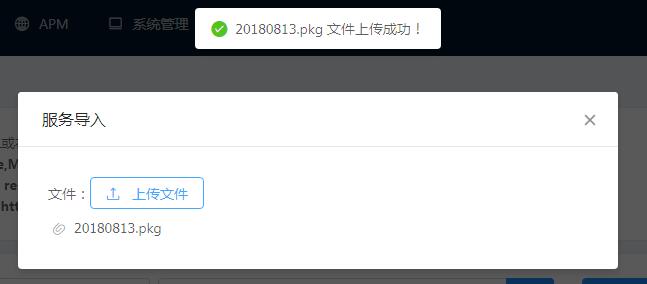 APM
系统管理
20180813.pkg 文件上传成功！
服务导入
或
e,M
re
htt
文件：
上传文件
20180813.pkg